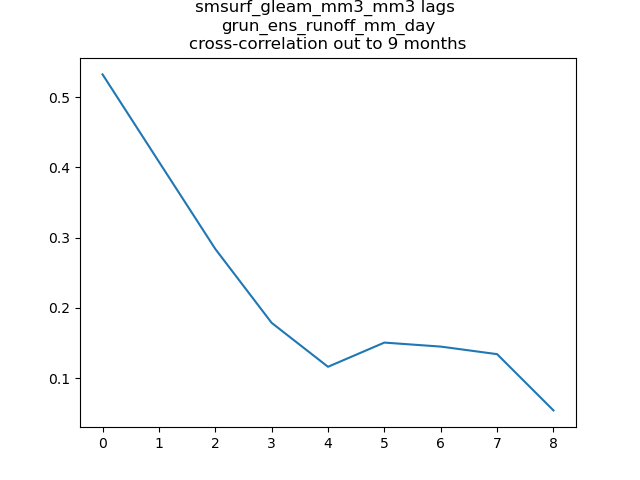 smsurf_gleam_mm3_mm3 lags
grun_ens_runoff_mm_day
cross-correlation out to 9 months
0.5
0.4
0.3
0.2
0.1
0 1 2 3 4 5 6 7 8